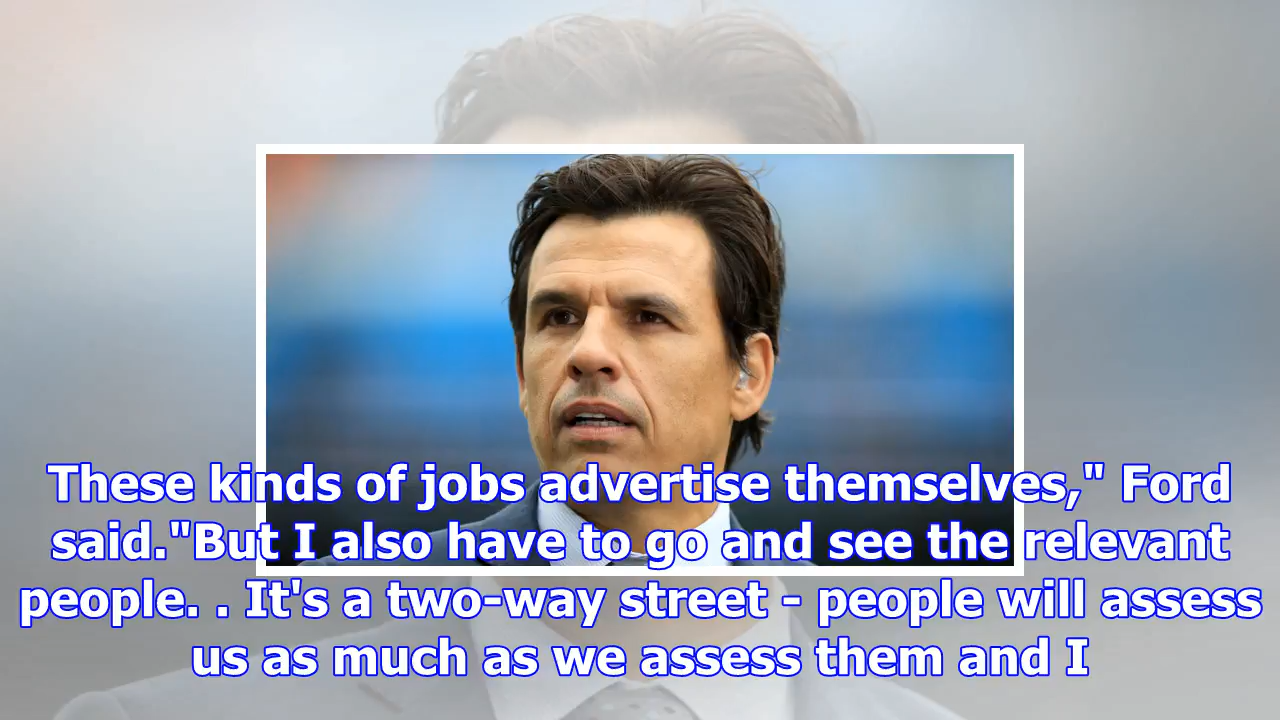 These kinds of jobs advertise themselves," Ford
said."But I also have to go and see the relevant
people. . It's a two-way street - people will assess
us as much as we assess them and I